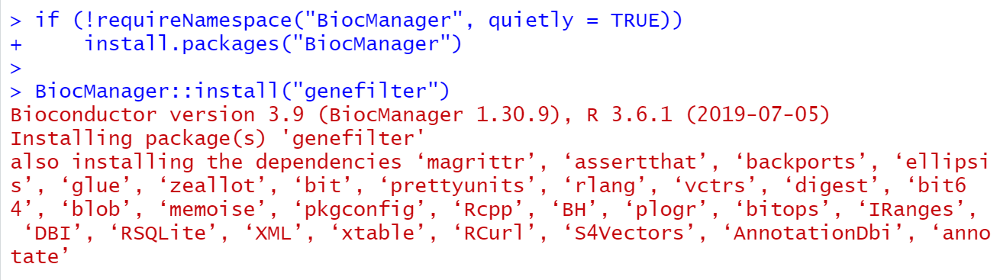 > if (!requireNamespace("BiocManager", quietly = TRUE))
+     install.packages("BiocManager")
>
> BiocManager::install("genefilter")
Bioconductor version 3.9 (BiocManager 1.30.9), R 3.6.1 (2019-07-05)
Installing package(s) 'genefilter'
also installing the dependencies ‘magrittr’, ‘assertthat’, ‘backports’, ‘ellipsi
s’, ‘glue’, ‘zeallot’, ‘bit’, ‘prettyunits’, ‘rlang’, ‘vctrs’, ‘digest’, ‘bit6
4’, ‘blob’, ‘memoise’, ‘pkgconfig’, ‘Rcpp’, ‘BH’, ‘plogr’, ‘bitops’, ‘IRanges’,
 ‘DBI’, ‘RSQLite’, ‘XML’, ‘xtable’, ‘RCurl’, ‘S4Vectors’, ‘AnnotationDbi’, ‘anno
tate’